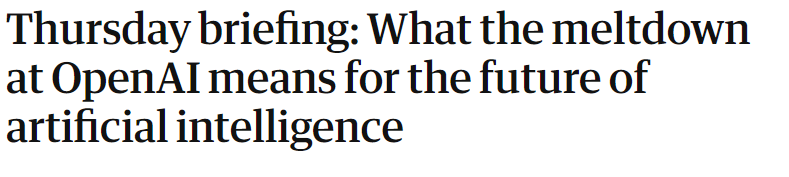 Thursday briefing: What the meltdown
at OpenAI means for the future of
artificial intelligence